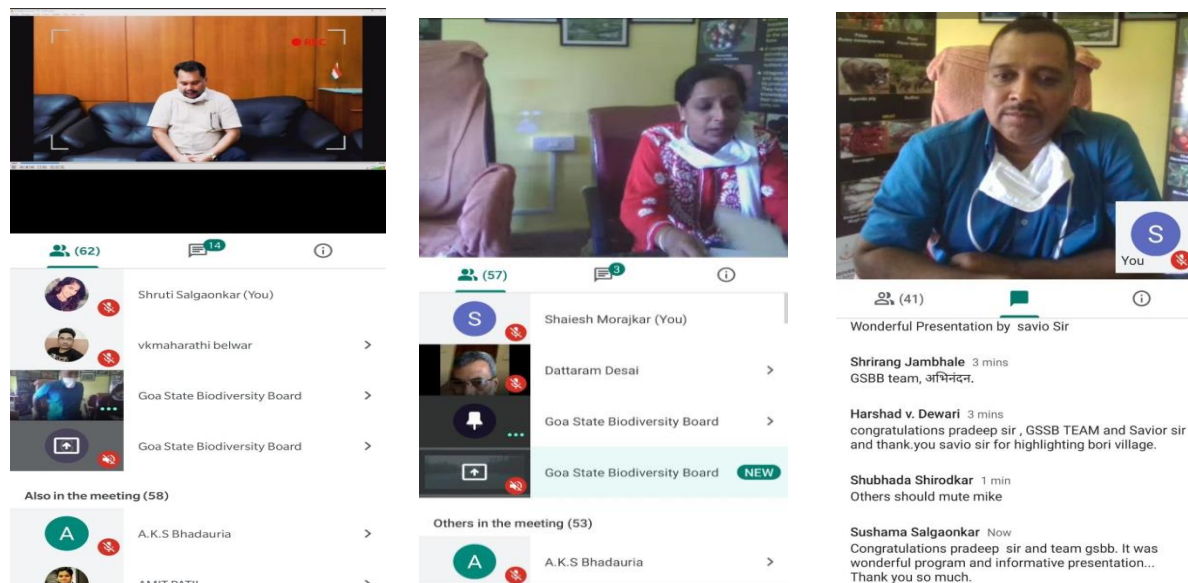 REC
(62)
14
Shruti Salgaonkar (You)
vkmaharathi belwar
Goa State Biodiversity Board
Goa State Biodiversity Board
Also in the meeting (58)
A
A.K.S Bhadauria
(57)
3
S
Shaiesh Morajkar (You)
Dattaram Desai
Goa State Biodiversity Board
Goa State Biodiversity Board NEW
Others in the meeting (53)
A
A.K.S Bhadauria
S
You
(41)
Wonderful Presentation by savio Sir
Shrirang Jambhale 3 mins
GSBB team, अभिनंदन.
Harshad v. Dewari 3 mins
congratulations pradeep sir , GSSB TEAM and Savior sir
and thank.you savio sir for highlighting bori village.
Shubhada Shirodkar 1 min
Others should mute mike
Sushama Salgaonkar Now
Congratulations pradeep sir and team gsbb. It was
wonderful program and informative presentation...
Thank you so much.